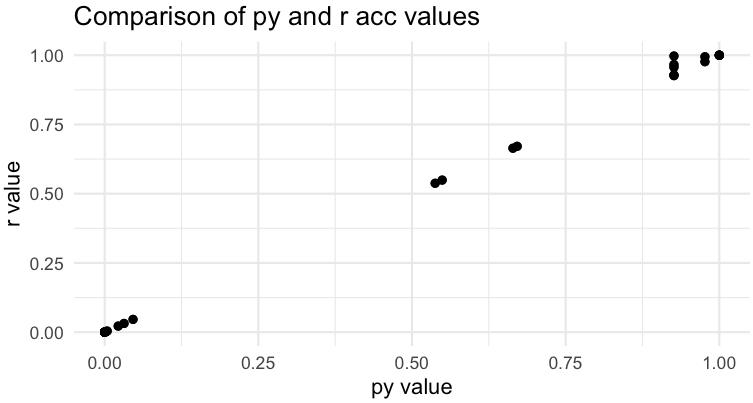 Comparison of py and r acc values
1.00
0.75
0.50
0.25
0.00
r value
0.00 0.25 0.50 0.75 1.00
py value